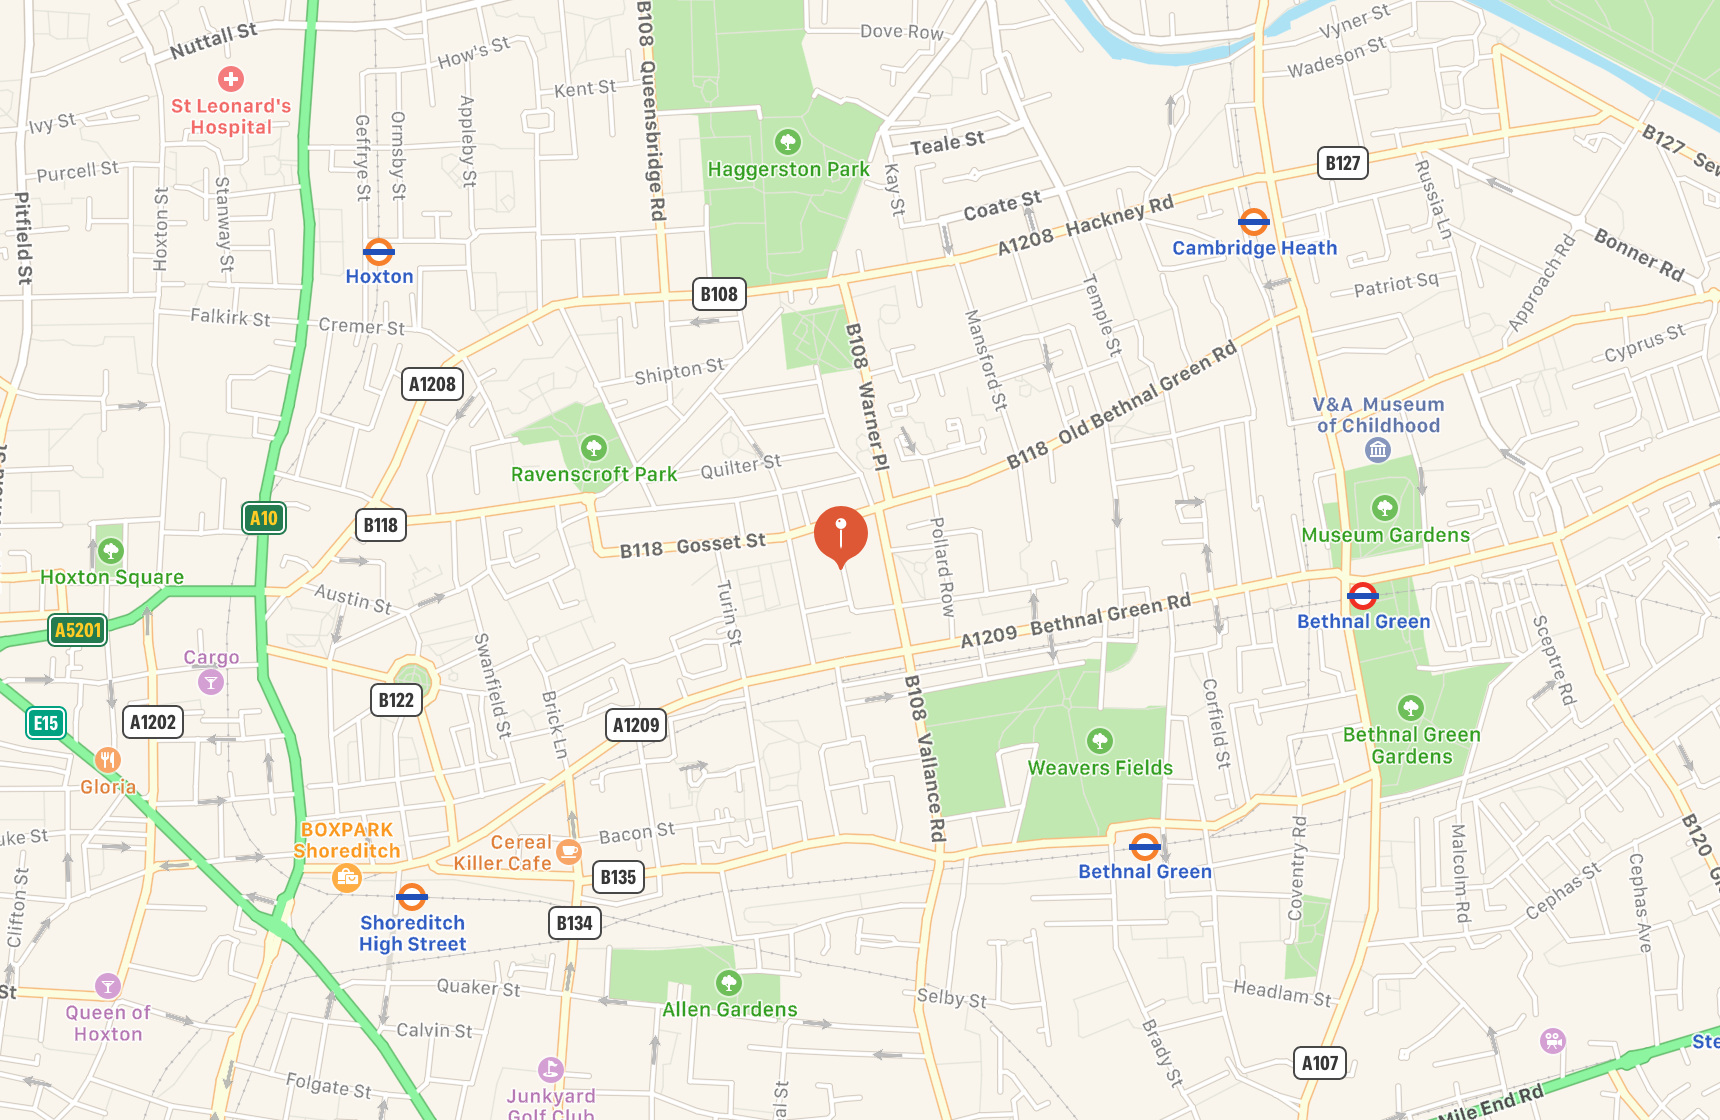 Nuttall St
How's St
B108 Queensbridge Rd
Dove Row
Vyner St
Wadeson St
St Leonard's
Hospital
Kent St
Ivy St
Geffrye St
Ormsby St
Appleby St
Haggerston Park
Teale St
B127 Sew
B127
Purcell St
Pitfield St
Hoxton St
Stanway St
Kay St
Coate St
A1208 Hackney Rd
Russia Ln
Hoxton
Cambridge Heath
Bonner Rd
Approach Rd
Patriot Sq
B108
Falkirk St
Cremer St
Temple St
Mansford St
B108 Warner Pl
Cyprus St
A1208
Shipton St
B118 Old Bethnal Green Rd
V&A Museum
of Childhood
Ravenscroft Park
Quilter St
A10
B118
Museum Gardens
B118 Gosset St
Pollard Row
Hoxton Square
Austin St
Turin St
A1209 Bethnal Green Rd
Bethnal Green
A5201
Sceptre Rd
Cargo
Swanfield St
Brick Ln
B122
Corfield St
E15
A1202
A1209
B108 Vallance Rd
Weavers Fields
Bethnal Green
Gardens
Gloria
BOXPARK
Shoreditch
Cereal
Killer Cafe
Bacon St
uke St
B135
Bethnal Green
Coventry Rd
Malcolm Rd
B120 G
Cephas St
Cephas Ave
Clifton St
Shoreditch
High Street
B134
St
Quaker St
Allen Gardens
Selby St
Headlam St
Queen of
Hoxton
Calvin St
Brady St
A107
Ste
Folgate St
Junkyard
Golf Club
al St
Mile End Rd